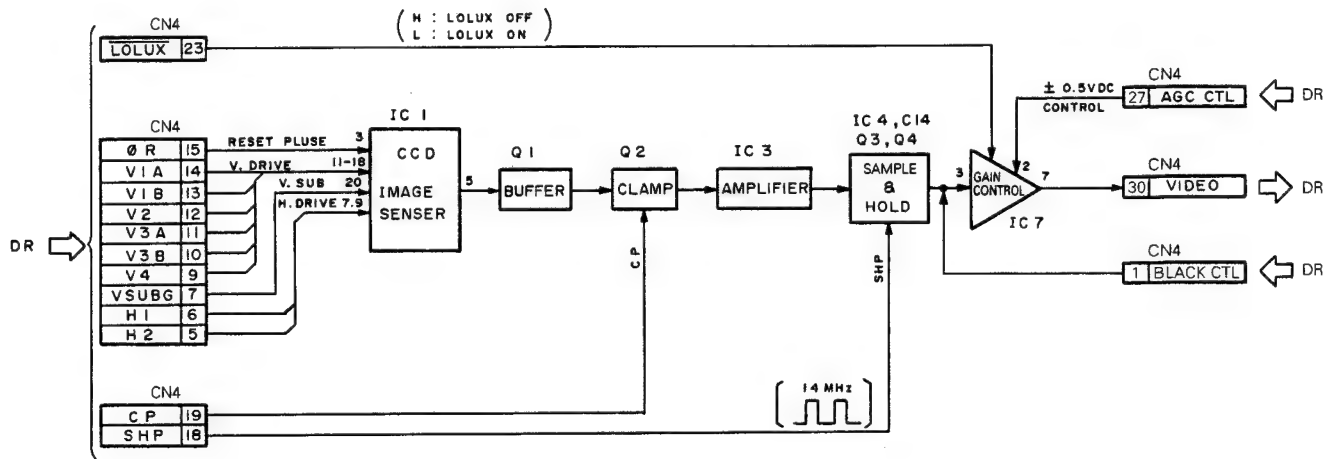 CN4
LOLUX 23
( H : LOLUX OFF
L : LOLUX ON )
CN4
ØR 15
V1A 14
V1B 13
V2 12
V3A 11
V3B 10
V4 9
VSUBG 7
H1 6
H2 5
DR
RESET PLUSE 3
V. DRIVE 11-18
V. SUB 20
H. DRIVE 7.9
IC 1
CCD
IMAGE
SENSER
5
Q1
BUFFER
Q2
CLAMP
CP
IC 3
AMPLIFIER
IC 4, C14
Q3, Q4
SAMPLE
&
HOLD
SHP
3
GAIN
CONTROL
2
7
IC 7
± 0.5VDC
CONTROL
CN4
27 AGC CTL
DR
CN4
30 VIDEO
DR
CN4
1 BLACK CTL
DR
CN4
CP 19
SHP 18
14 MHz